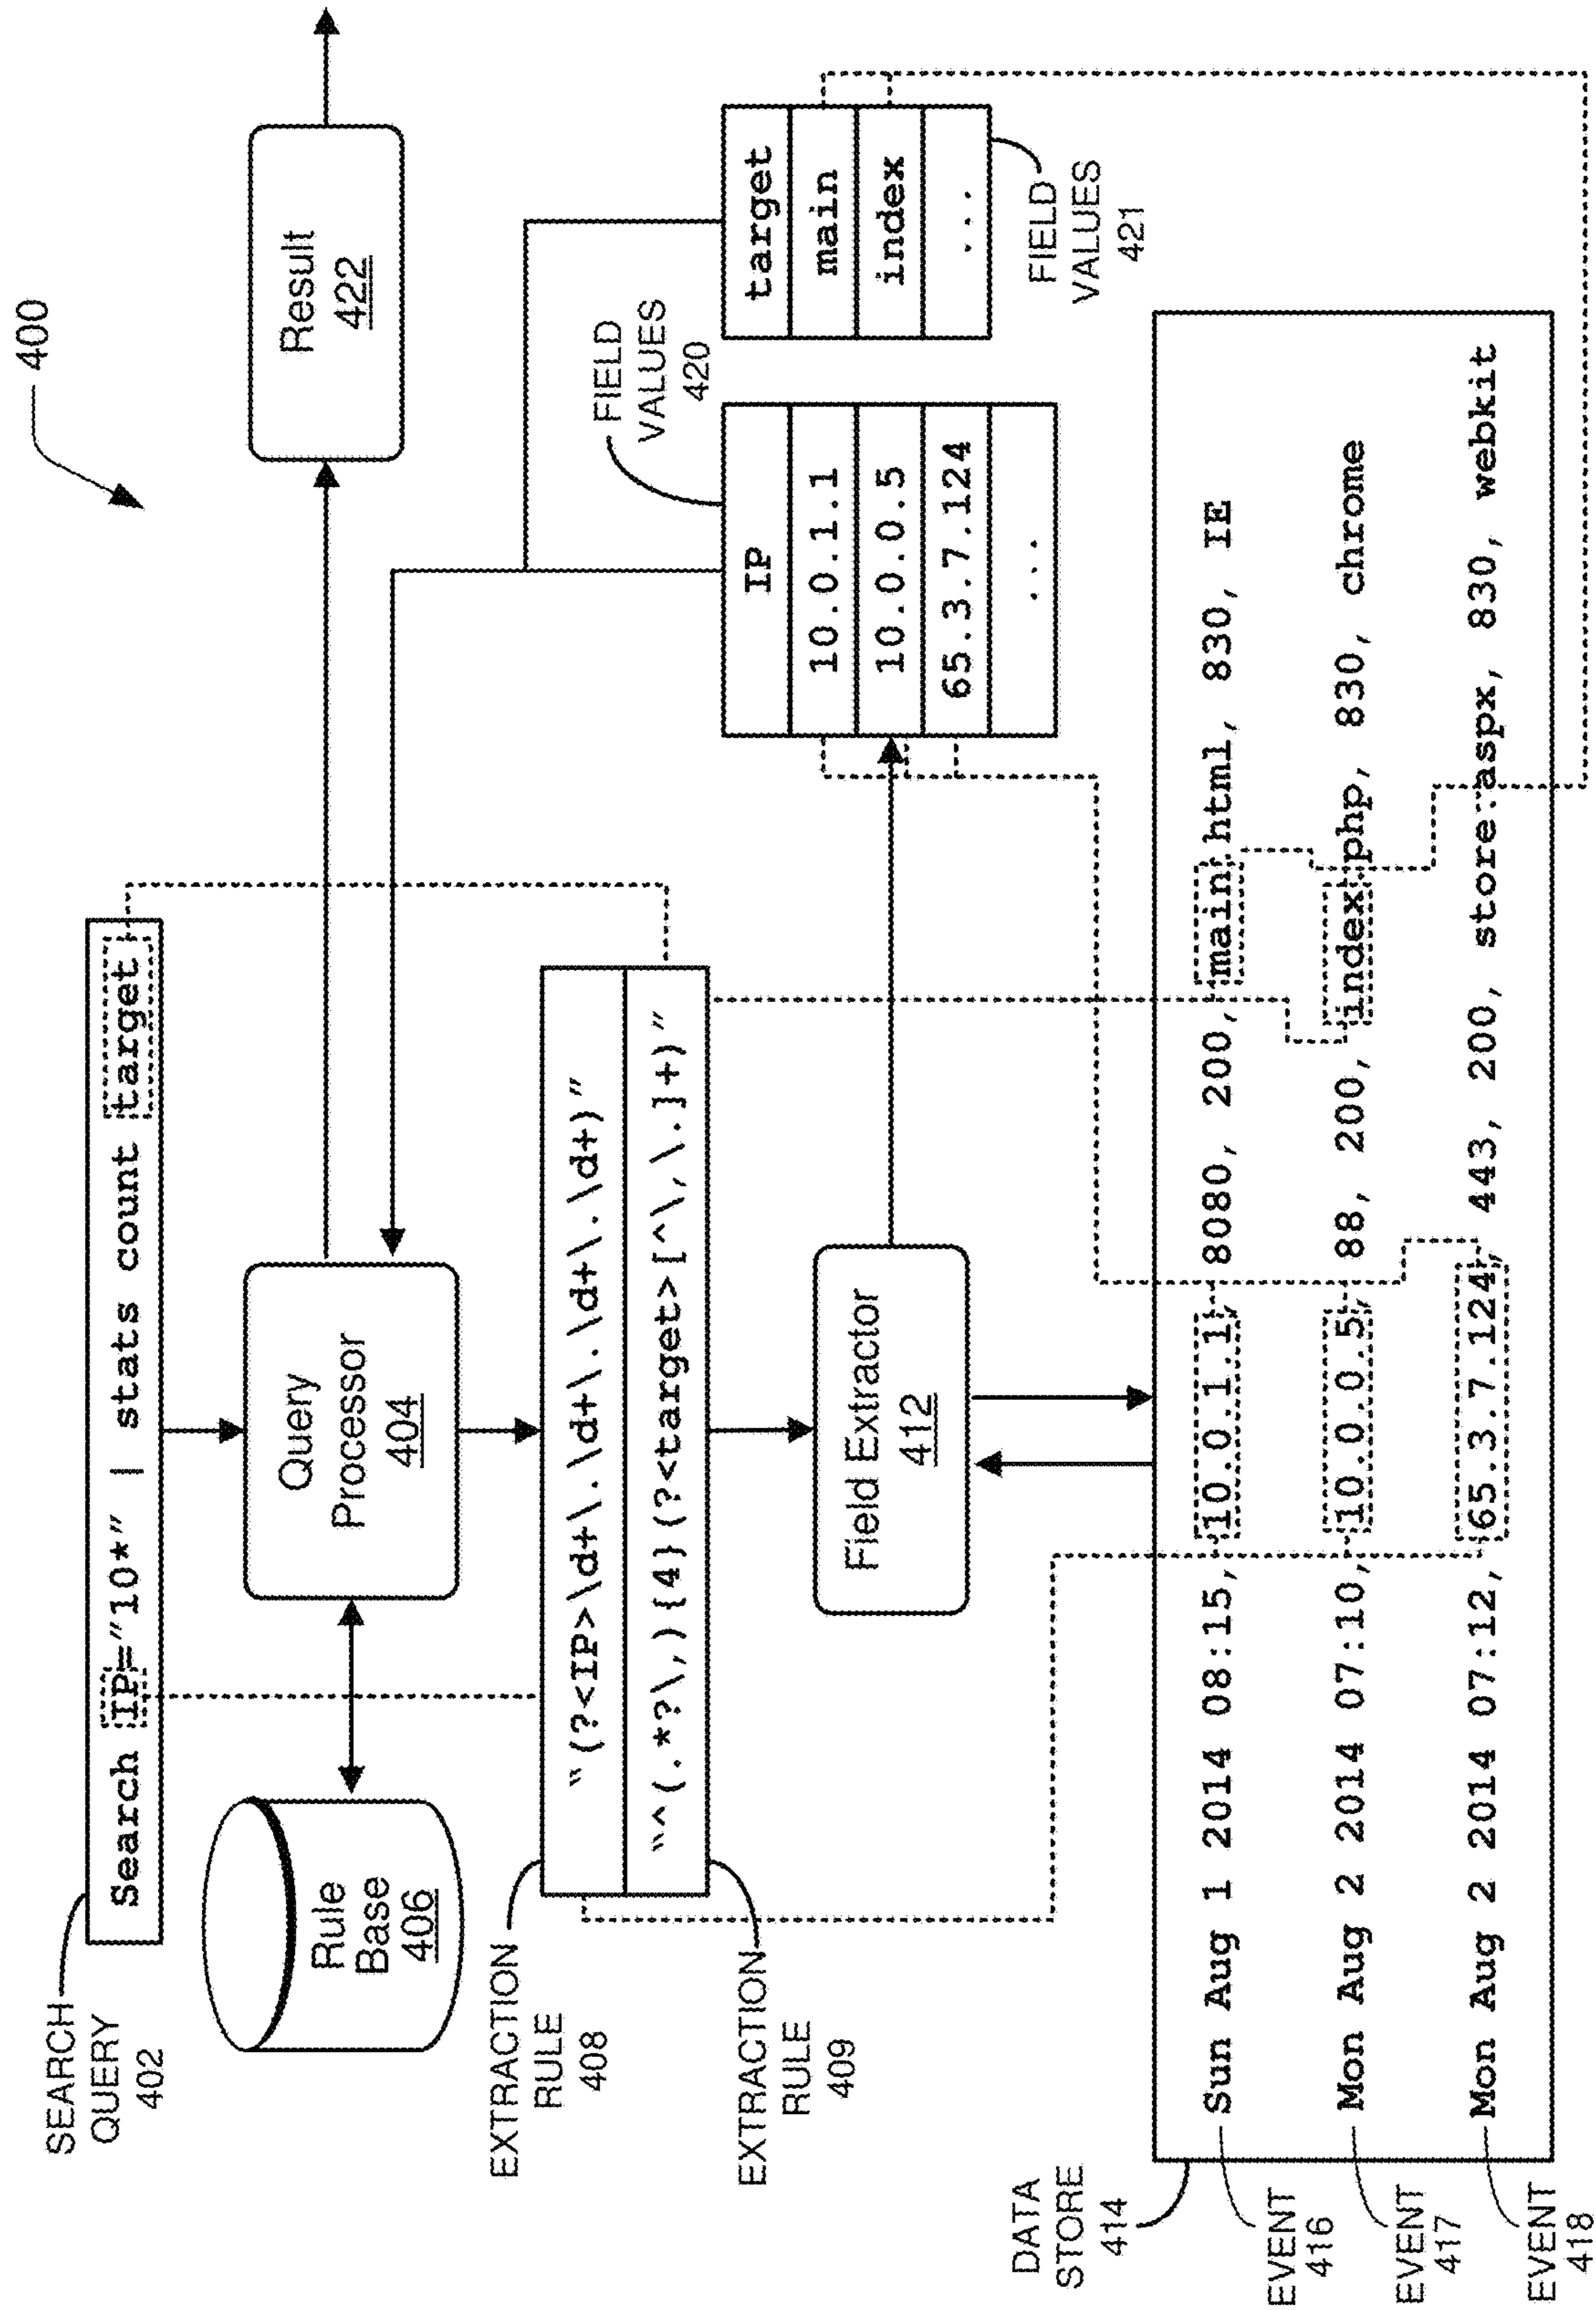 400
SEARCH
QUERY
402
Search IP="10*" | stats count target
Rule
Base
406
Query
Processor
404
Result
422
EXTRACTION
RULE
408
"(?<IP>\d+\.\d+\.\d+\.\d+)"
"^(.*?\,){4}(?<target>[^\,\.]+)"
EXTRACTION
RULE
409
Field Extractor
412
FIELD
VALUES
420
IP
10.0.1.1
10.0.0.5
65.3.7.124
...
target
main
index
...
FIELD
VALUES
421
DATA
STORE
414
EVENT
416
Sun Aug 1 2014 08:15, 10.0.1.1, 8080, 200, main.html, 830, IE
EVENT
417
Mon Aug 2 2014 07:10, 10.0.0.5, 88, 200, index.php, 830, chrome
EVENT
418
Mon Aug 2 2014 07:12, 65.3.7.124, 443, 200, store.aspx, 830, webkit